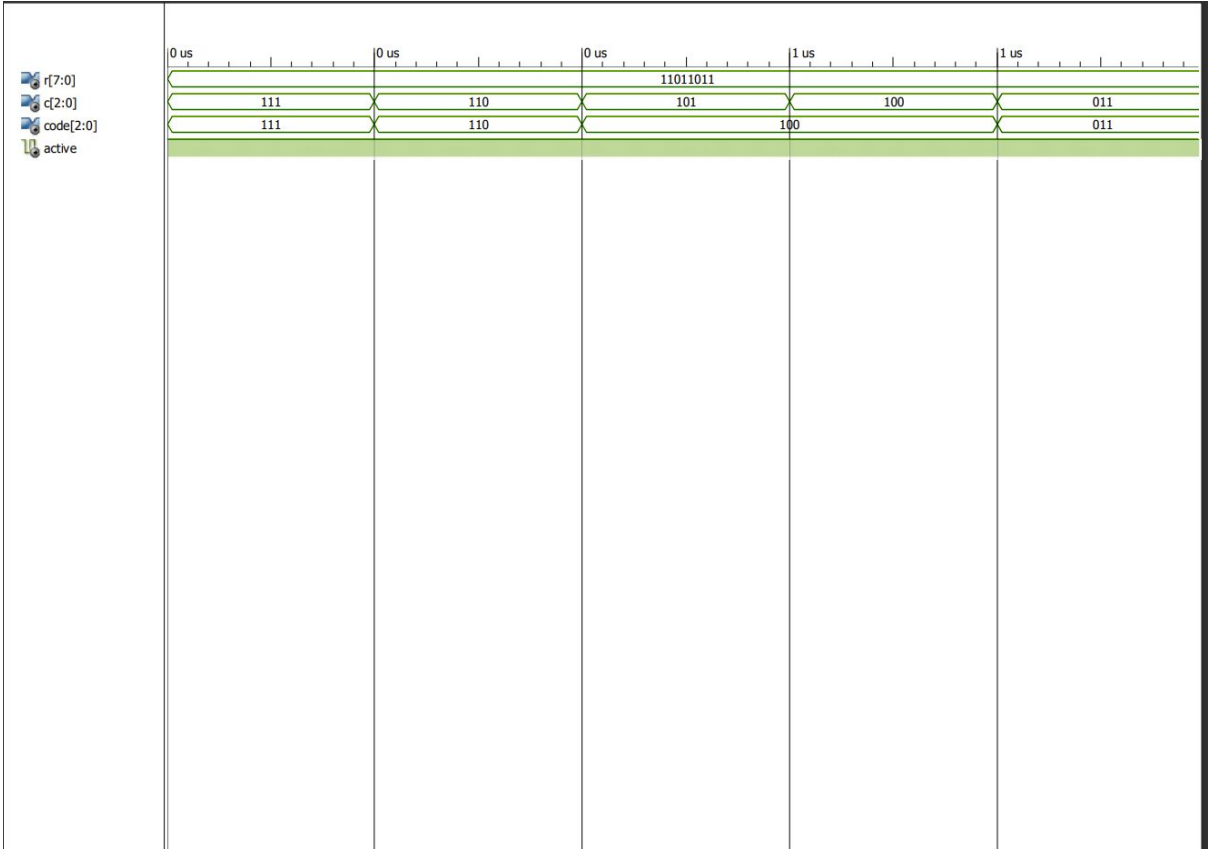 0 us 0 us 0 us 1 us 1 us
r[7:0] 11011011
c[2:0] 111 110 101 100 011
code[2:0] 111 110 100 011
active